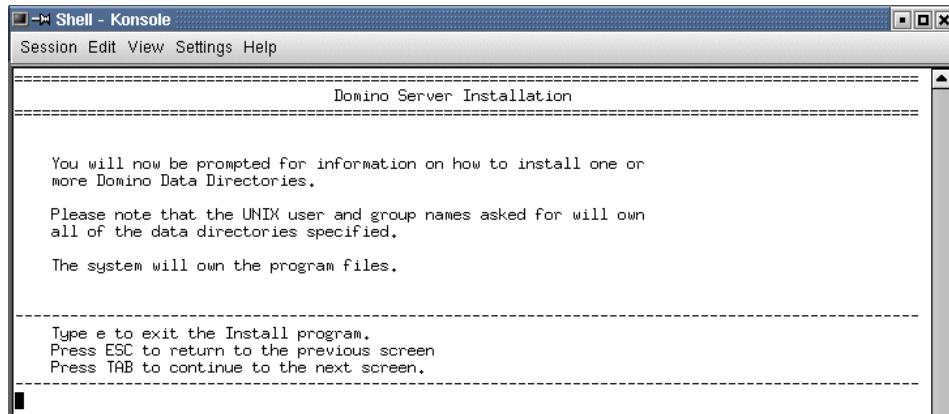 Shell - Konsole
Session Edit View Settings Help
================================================================================
Domino Server Installation
================================================================================
You will now be prompted for information on how to install one or
more Domino Data Directories.
Please note that the UNIX user and group names asked for will own
all of the data directories specified.
The system will own the program files.
--------------------------------------------------------------------------------
Type e to exit the Install program.
Press ESC to return to the previous screen
Press TAB to continue to the next screen.
--------------------------------------------------------------------------------